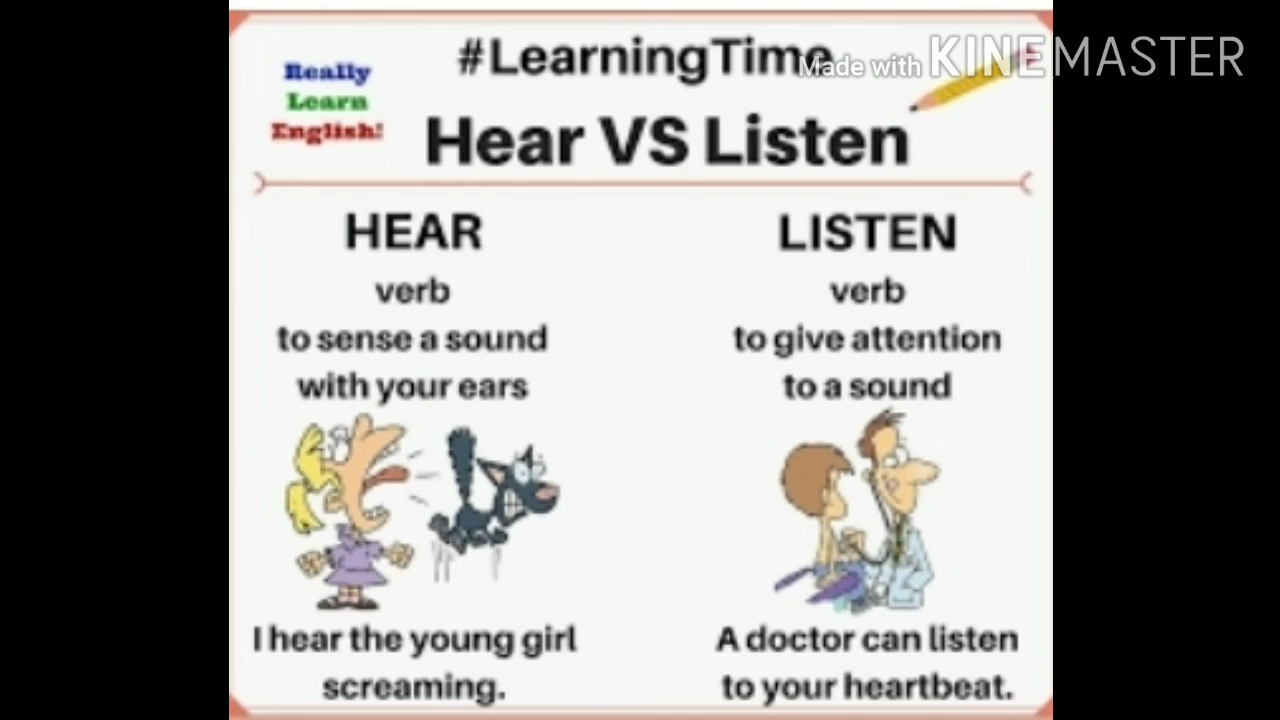 #LearningTime
Made with KINEMASTER
Really
Learn
English!
Hear VS Listen
HEAR
verb
to sense a sound
with your ears
I hear the young girl
screaming.
LISTEN
verb
to give attention
to a sound
A doctor can listen
to your heartbeat.